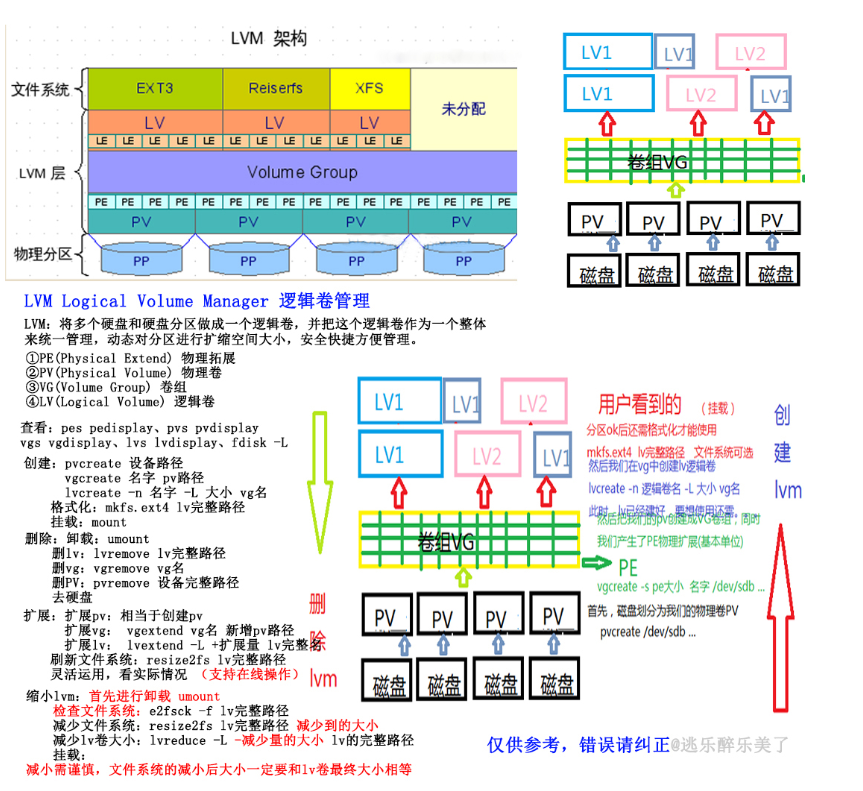 LVM 架构
文件系统
EXT3 Reiserfs XFS
未分配
LV LV LV
LE LE LE LE LE LE LE LE LE LE LE LE
LVM 层
Volume Group
PE PE PE PE PE PE PE PE PE PE PE PE PE PE PE PE
PV PV PV PV
物理分区
PP PP PP PP
LV1 LV1 LV2
LV1 LV2 LV1
卷组VG
PV PV PV PV
磁盘 磁盘 磁盘 磁盘
LVM Logical Volume Manager 逻辑卷管理
LVM: 将多个硬盘和硬盘分区做成一个逻辑卷，并把这个逻辑卷作为一个整体
来统一管理，动态对分区进行扩缩空间大小，安全快捷方便管理。
①PE(Physical Extend) 物理拓展
②PV(Physical Volume) 物理卷
③VG(Volume Group) 卷组
④LV(Logical Volume) 逻辑卷
查看：pes pedisplay、pvs pvdisplay
vgs vgdisplay、lvs lvdisplay、fdisk -L
创建：pvcreate 设备路径
vgcreate 名字 pv路径
lvcreate -n 名字 -L 大小 vg名
格式化：mkfs.ext4 lv完整路径
挂载：mount
删除：卸载：umount
删lv: lvremove lv完整路径
删vg: vgremove vg名
删PV: pvremove 设备完整路径
去硬盘
扩展：扩展pv: 相当于创建pv
扩展vg: vgextend vg名 新增pv路径
扩展lv: lvextend -L +扩展量 lv完整名
刷新文件系统：resize2fs lv完整路径
灵活运用，看实际情况 （支持在线操作）
缩小lvm: 首先进行卸载 umount
检查文件系统：e2fsck -f lv完整路径
减少文件系统：resize2fs lv完整路径 减少到的大小
减少lv卷大小：lvreduce -L -减少量的大小 lv的完整路径
挂载：
减小需谨慎，文件系统的减小后大小一定要和lv卷最终大小相等
删
除
lvm
LV1 LV1 LV2
LV1 LV2 LV1
卷组VG
PE
PV PV PV PV
磁盘 磁盘 磁盘 磁盘
用户看到的 （挂载）
分区ok后还需格式化才能使用
mkfs.ext4 lv完整路径 文件系统可选
然后我们在vg中创建lv逻辑卷
lvcreate -n 逻辑卷名 -L 大小 vg名
此时，lv已经建好，要想使用还需..
然后把我们的pv创建成VG卷组，同时
我们产生了PE物理扩展(基本单位)
vgcreate -s pe大小 名字 /dev/sdb ...
首先，磁盘划分为我们的物理卷PV
pvcreate /dev/sdb ...
创
建
lvm
仅供参考，错误请纠正@逃乐醉乐美了